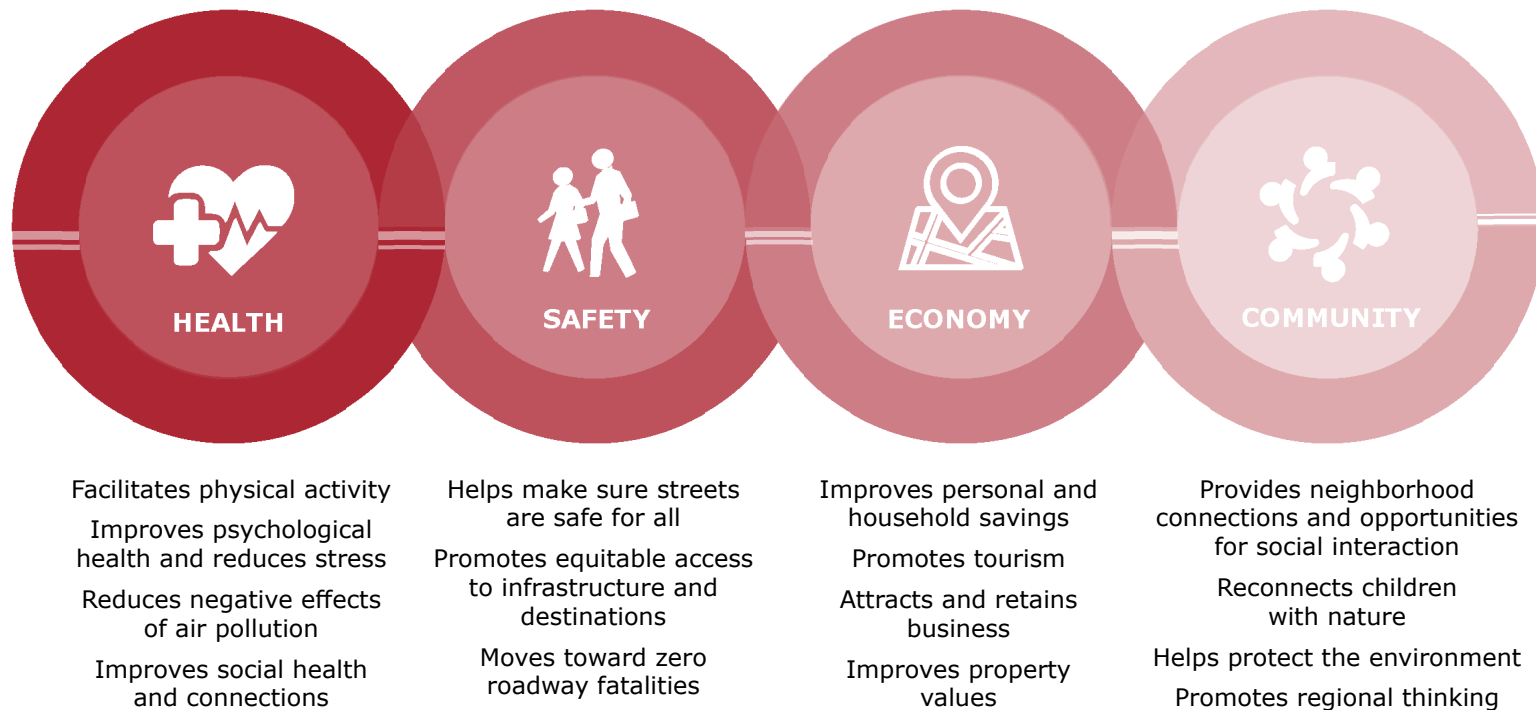 HEALTH
Facilitates physical activity
Improves psychological
health and reduces stress
Reduces negative effects
of air pollution
Improves social health
and connections
SAFETY
Helps make sure streets
are safe for all
Promotes equitable access
to infrastructure and
destinations
Moves toward zero
roadway fatalities
ECONOMY
Improves personal and
household savings
Promotes tourism
Attracts and retains
business
Improves property
values
COMMUNITY
Provides neighborhood
connections and opportunities
for social interaction
Reconnects children
with nature
Helps protect the environment
Promotes regional thinking